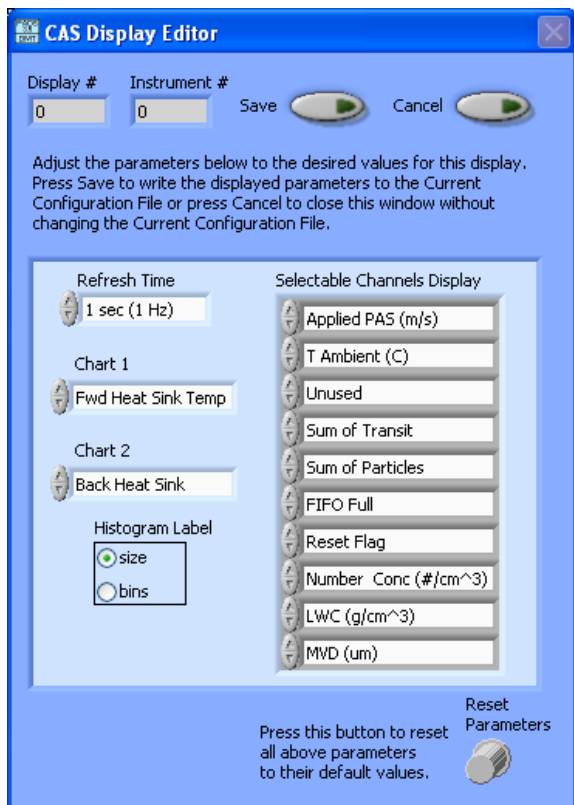 CAS Display Editor
Display # Instrument #
0 0 Save Cancel
Adjust the parameters below to the desired values for this display.
Press Save to write the displayed parameters to the Current
Configuration File or press Cancel to close this window without
changing the Current Configuration File.
Refresh Time
1 sec (1 Hz)
Chart 1
Fwd Heat Sink Temp
Chart 2
Back Heat Sink
Histogram Label
size
bins
Selectable Channels Display
Applied PAS (m/s)
T Ambient (C)
Unused
Sum of Transit
Sum of Particles
FIFO Full
Reset Flag
Number  Conc (#/cm^3)
LWC (g/cm^3)
MVD (um)
Press this button to reset
all above parameters
to their default values.
Reset
Parameters